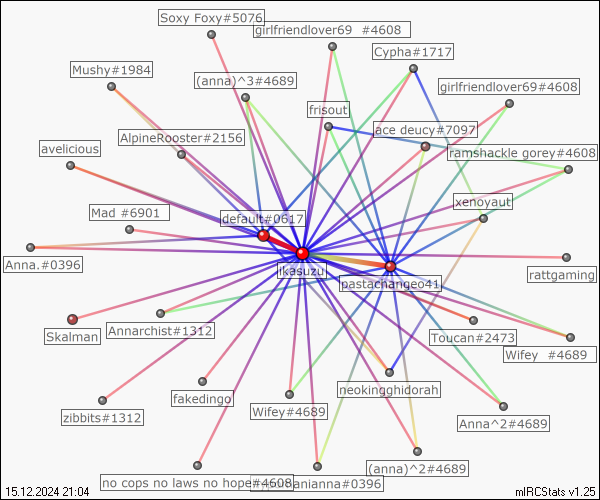 Soxy Foxy#5076
girlfriendlover69  #4608
Cypha#1717
Mushy#1984
(anna)^3#4689
girlfriendlover69#4608
frisout
ace deucy#7097
AlpineRooster#2156
avelicious
ramshackle gorey#4608
xenoyaut
Mad #6901
default#0617
Anna.#0396
ikasuzu
rattgaming
pastachangeo41
Skalman
Annarchist#1312
Toucan#2473
Wifey  #4689
neokingghidorah
fakedingo
zibbits#1312
Wifey#4689
Anna^2#4689
(anna)^2#4689
no cops no laws no hope#4608
anianna#0396
15.12.2024 21:04
mIRCStats v1.25